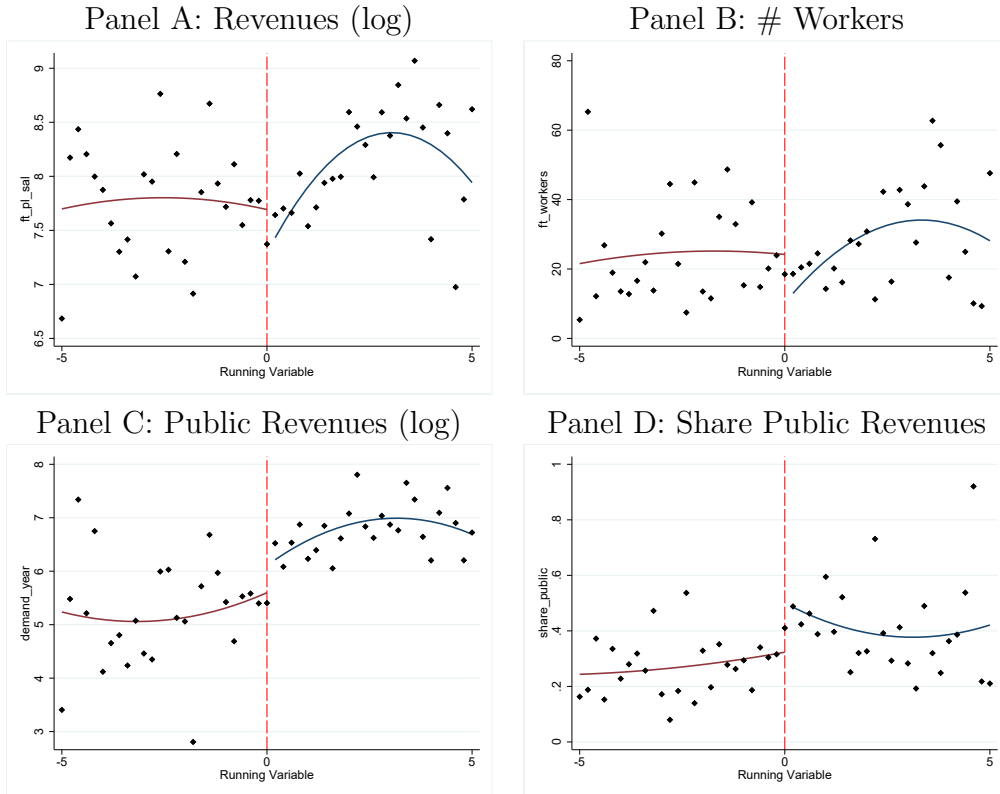 Panel A: Revenues (log)
ft_pl_sal
9
8.5
8
7.5
7
6.5
-5
0
5
Running Variable
Panel B: # Workers
ft_workers
80
60
40
20
0
-5
0
5
Running Variable
Panel C: Public Revenues (log)
demand_year
8
7
6
5
4
3
-5
0
5
Running Variable
Panel D: Share Public Revenues
share_public
1
.8
.6
.4
.2
0
-5
0
5
Running Variable